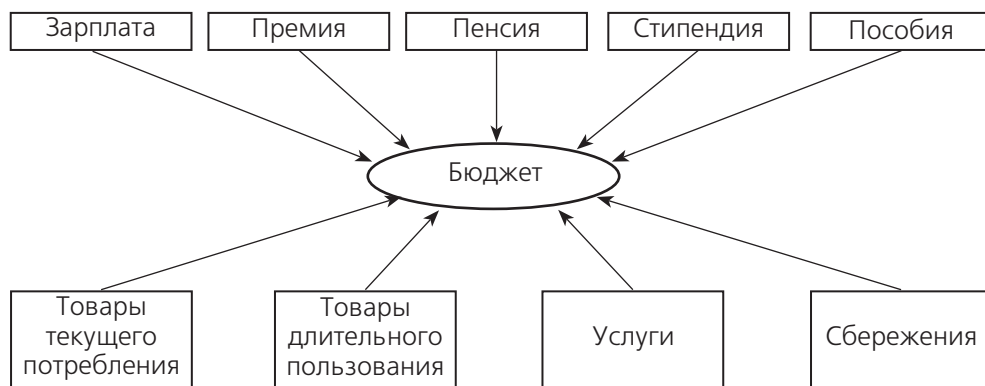 Зарплата
Премия
Пенсия
Стипендия
Пособия
Бюджет
Товары
текущего
потребления
Товары
длительного
пользования
Услуги
Сбережения